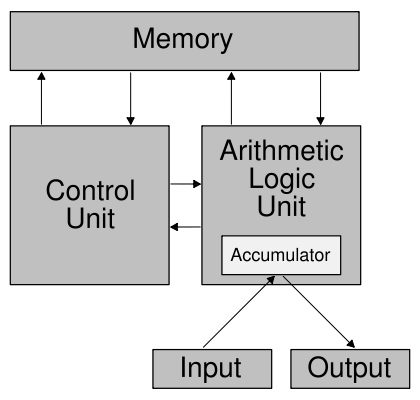 Memory
Control
Unit
Arithmetic
Logic
Unit
Accumulator
Input
Output